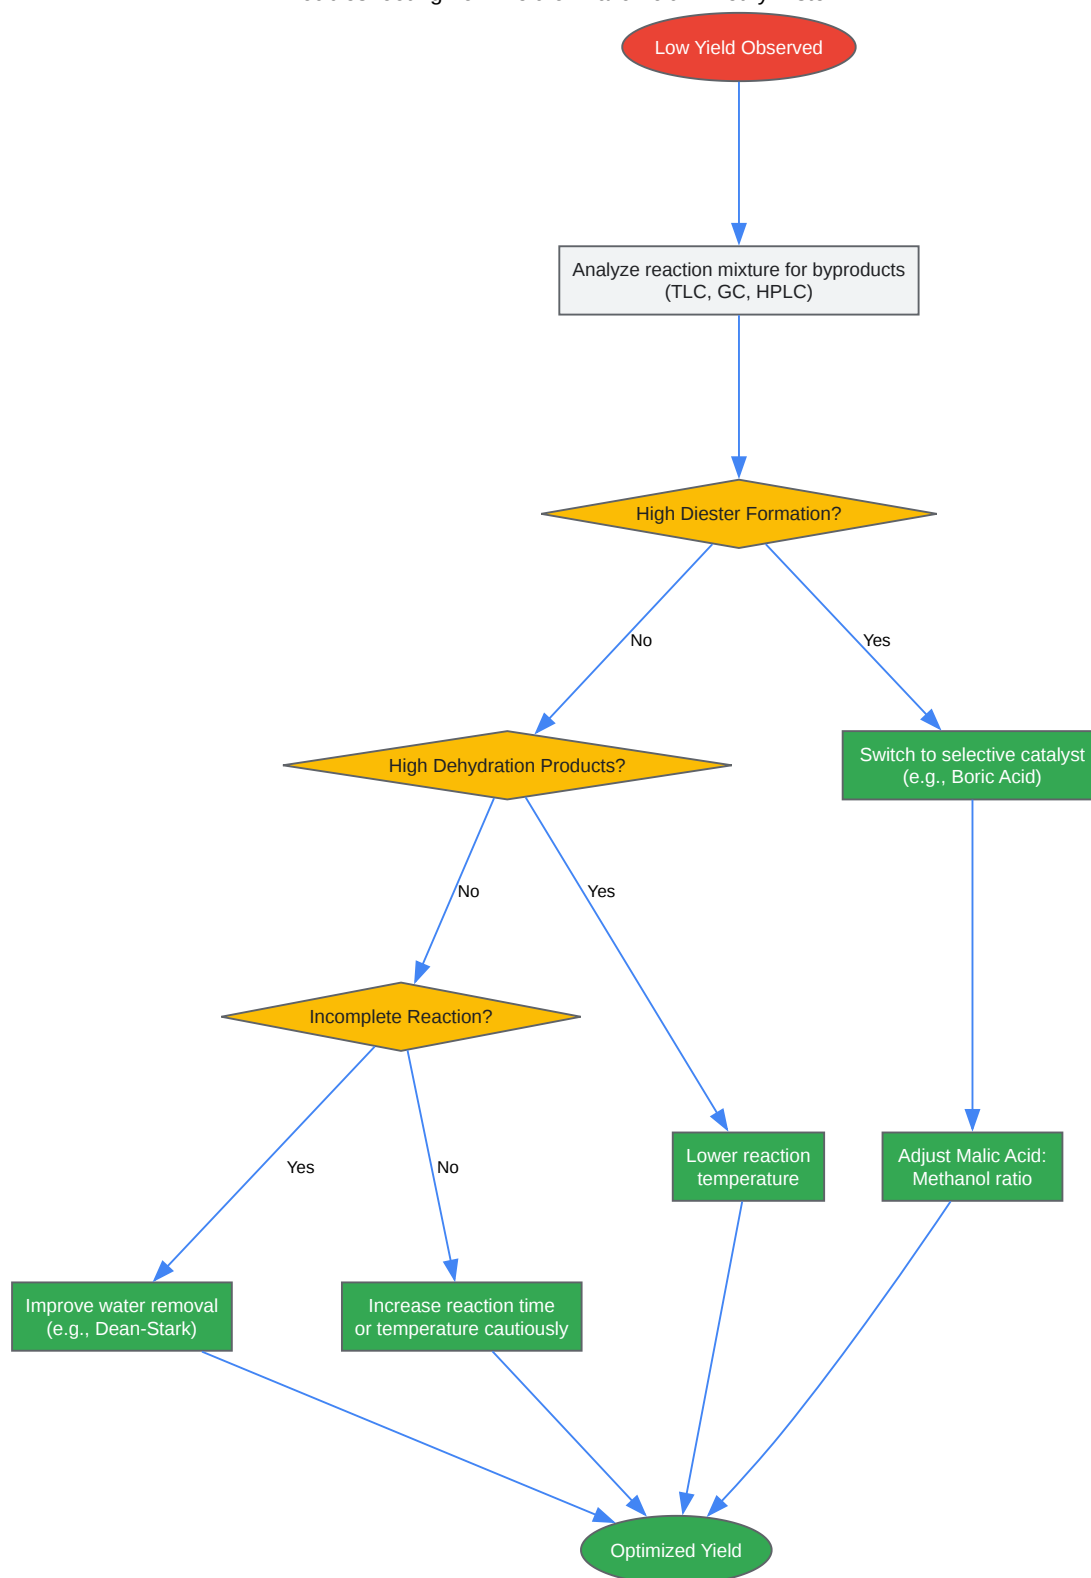 Low Yield Observed
Analyze reaction mixture for byproducts
(TLC, GC, HPLC)
High Diester Formation?
No
Yes
High Dehydration Products?
Switch to selective catalyst
(e.g., Boric Acid)
No
Yes
Incomplete Reaction?
Yes
No
Lower reaction
temperature
Adjust Malic Acid:
Methanol ratio
Improve water removal
(e.g., Dean-Stark)
Increase reaction time
or temperature cautiously
Optimized Yield